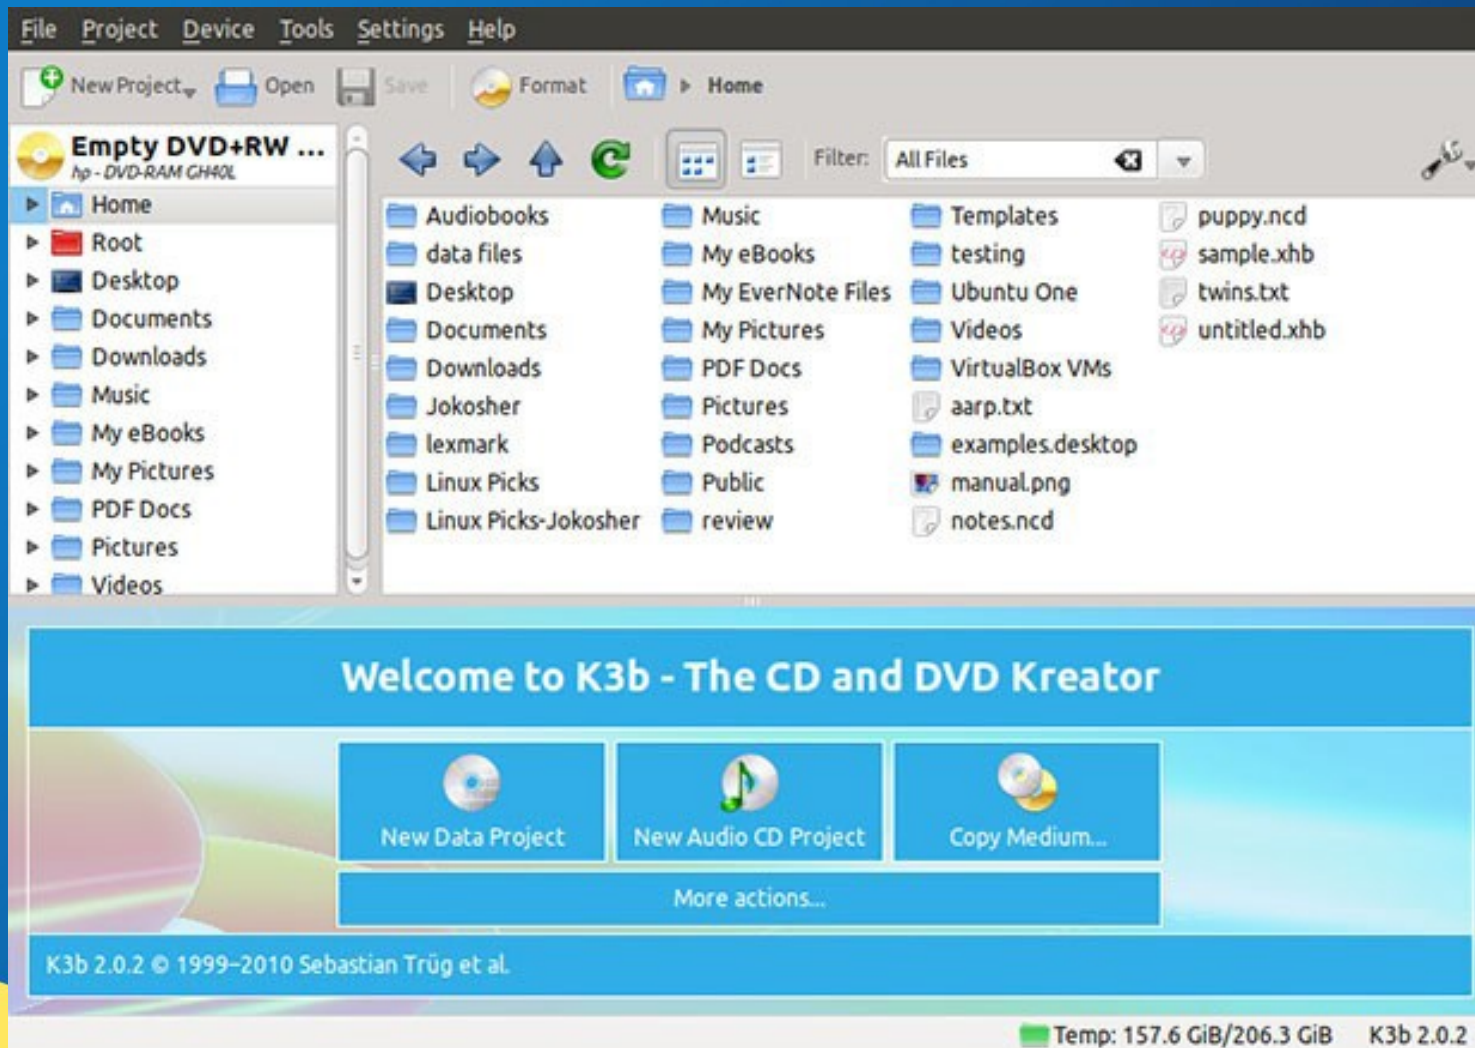 File Project Device Tools Settings Help
New Project Open Save Format Home
Empty DVD+RW ...
hp - DVD-RAM GH40L
Home
Root
Desktop
Documents
Downloads
Music
My eBooks
My Pictures
PDF Docs
Pictures
Videos
Filter: All Files
Audiobooks Music Templates puppy.ncd
data files My eBooks testing sample.xhb
Desktop My EverNote Files Ubuntu One twins.txt
Documents My Pictures Videos untitled.xhb
Downloads PDF Docs VirtualBox VMs
Jokosher Pictures aarp.txt
lexmark Podcasts examples.desktop
Linux Picks Public manual.png
Linux Picks-Jokosher review notes.ncd
Welcome to K3b - The CD and DVD Kreator
New Data Project New Audio CD Project Copy Medium...
More actions...
K3b 2.0.2 © 1999–2010 Sebastian Trüg et al.
Temp: 157.6 GiB/206.3 GiB K3b 2.0.2